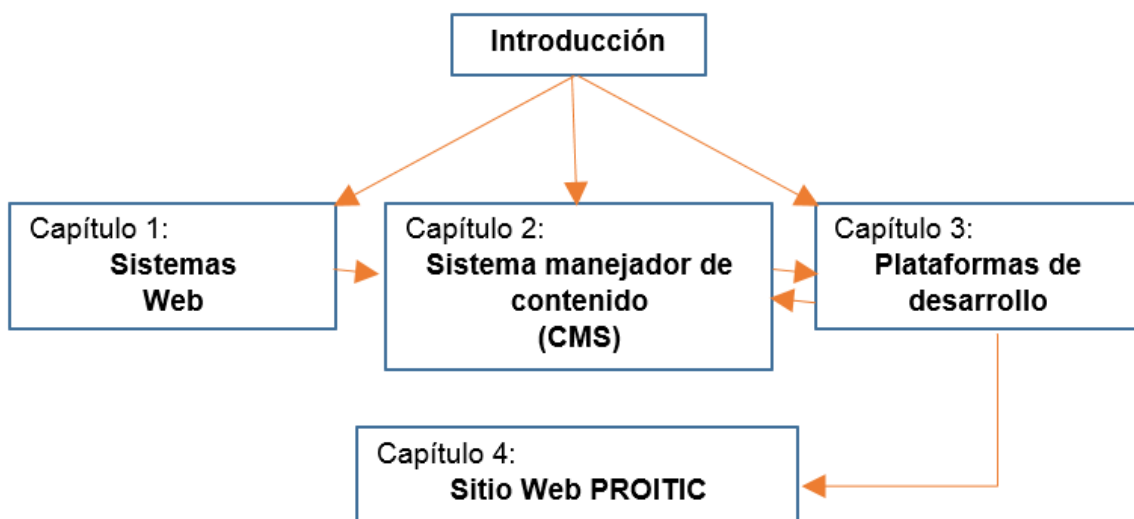 Introducción
Capítulo 1:
Sistemas
Web
Capítulo 2:
Sistema manejador de
contenido
(CMS)
Capítulo 3:
Plataformas de
desarrollo
Capítulo 4:
Sitio Web PROITIC